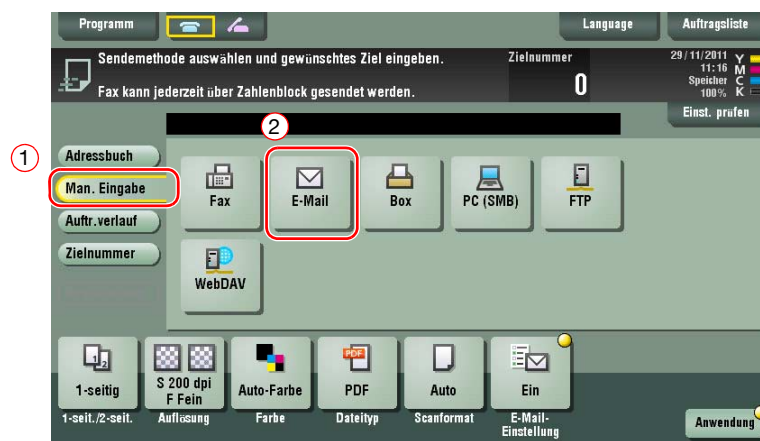 Programm
Language
Auftragsliste
Sendemethode auswählen und gewünschtes Ziel eingeben.
Fax kann jederzeit über Zahlenblock gesendet werden.
Zielnummer
0
29/11/2011
11:16
Speicher
100%
Y
M
C
K
Einst. prüfen
2
1
Adressbuch
Man. Eingabe
Auftr.verlauf
Zielnummer
Fax
E-Mail
Box
PC (SMB)
FTP
WebDAV
1 2
1-seitig
S 200 dpi
F Fein
Auto-Farbe
PDF
PDF
Auto
Ein
1-seit./2-seit.
Auflösung
Farbe
Dateityp
Scanformat
E-Mail-
Einstellung
Anwendung